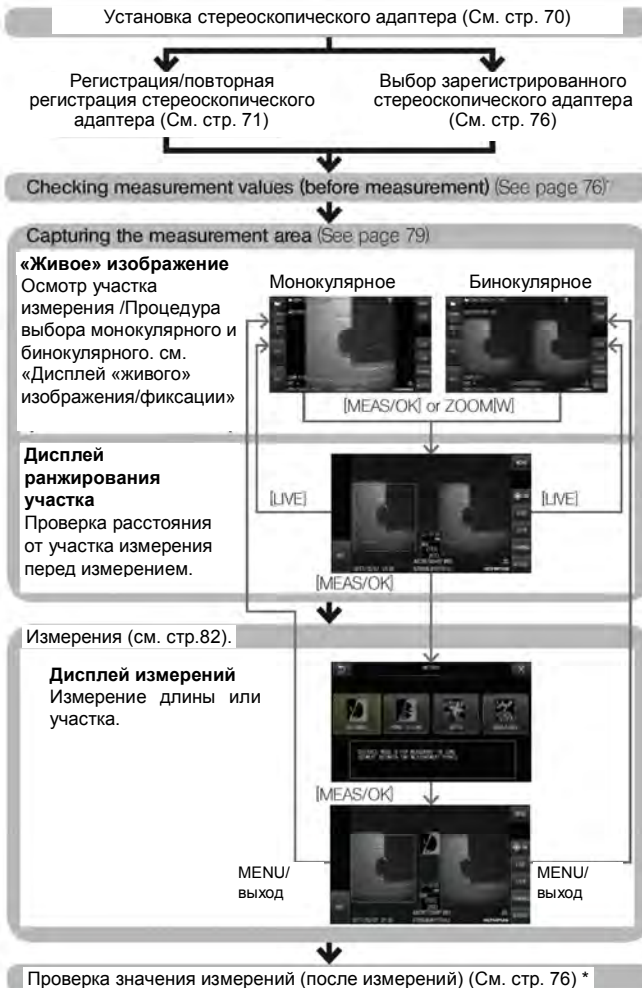 Установка стереоскопического адаптера (См. стр. 70)
Регистрация/повторная
регистрация стереоскопического
адаптера (См. стр. 71)
Выбор зарегистрированного
стереоскопического адаптера
(См. стр. 76)
Checking measurement values (before measurement) (See page 76)*
Capturing the measurement area (See page 79)
«Живое» изображение
Осмотр участка
измерения /Процедура
выбора монокулярного и
бинокулярного. см.
«Дисплей «живого»
изображения/фиксации»
Монокулярное
Бинокулярное
[MEAS/OK] or ZOOM[W]
Дисплей
ранжирования
участка
Проверка расстояния
от участка измерения
перед измерением.
[LIVE]
[LIVE]
[MEAS/OK]
Измерения (см. стр.82).
Дисплей измерений
Измерение длины или
участка.
[MEAS/OK]
MENU/
выход
MENU/
выход
Проверка значения измерений (после измерений) (См. стр. 76) *